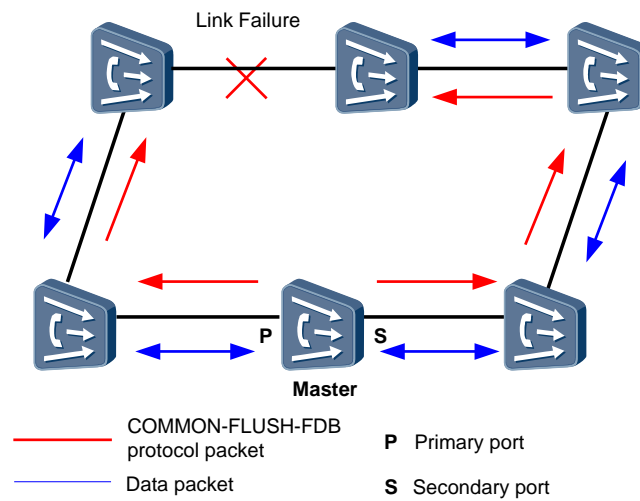 Link Failure
P
S
Master
COMMON-FLUSH-FDB
protocol packet
P Primary port
Data packet
S Secondary port